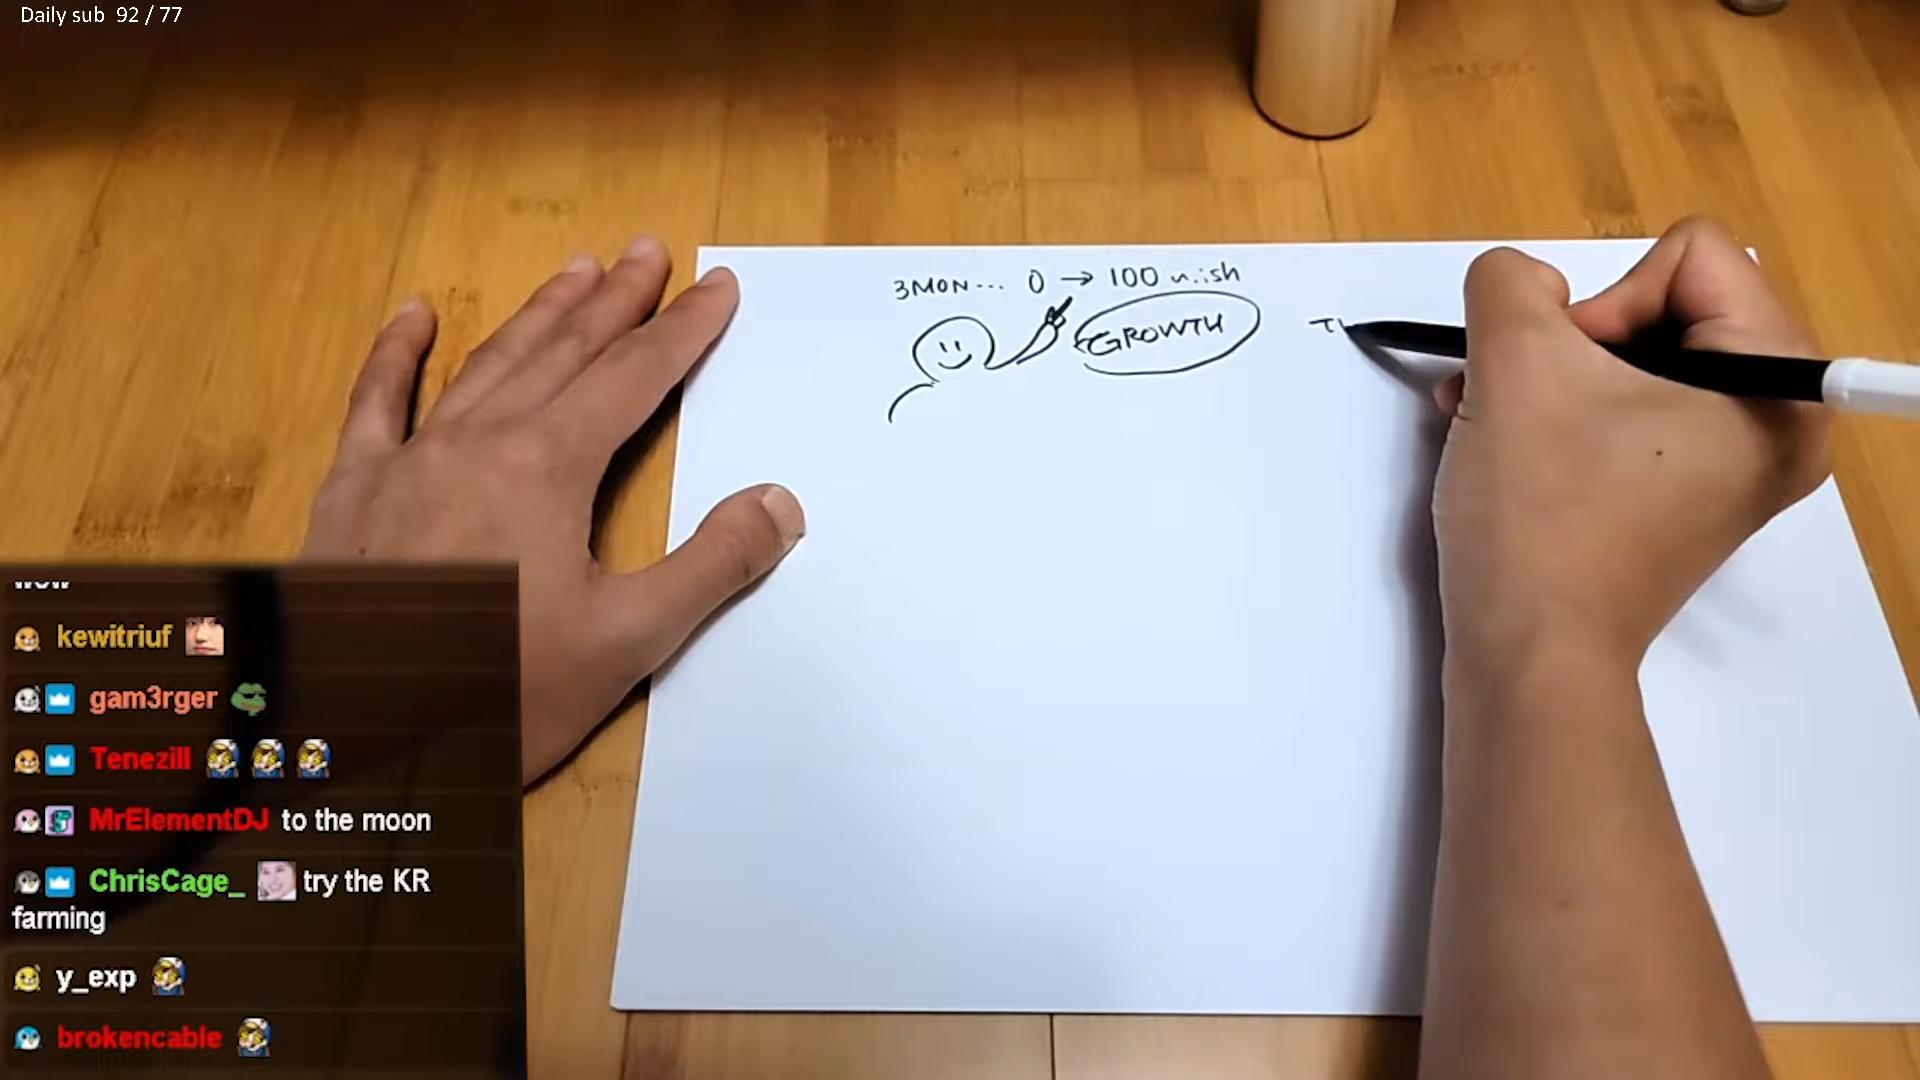 Daily sub 92 / 77
3MON... 0 → 100 n.ish
GROWTH
wow
kewitriuf
gam3rger
Tenezill
MrElementDJ to the moon
ChrisCage_ try the KR
farming
y_exp
brokencable